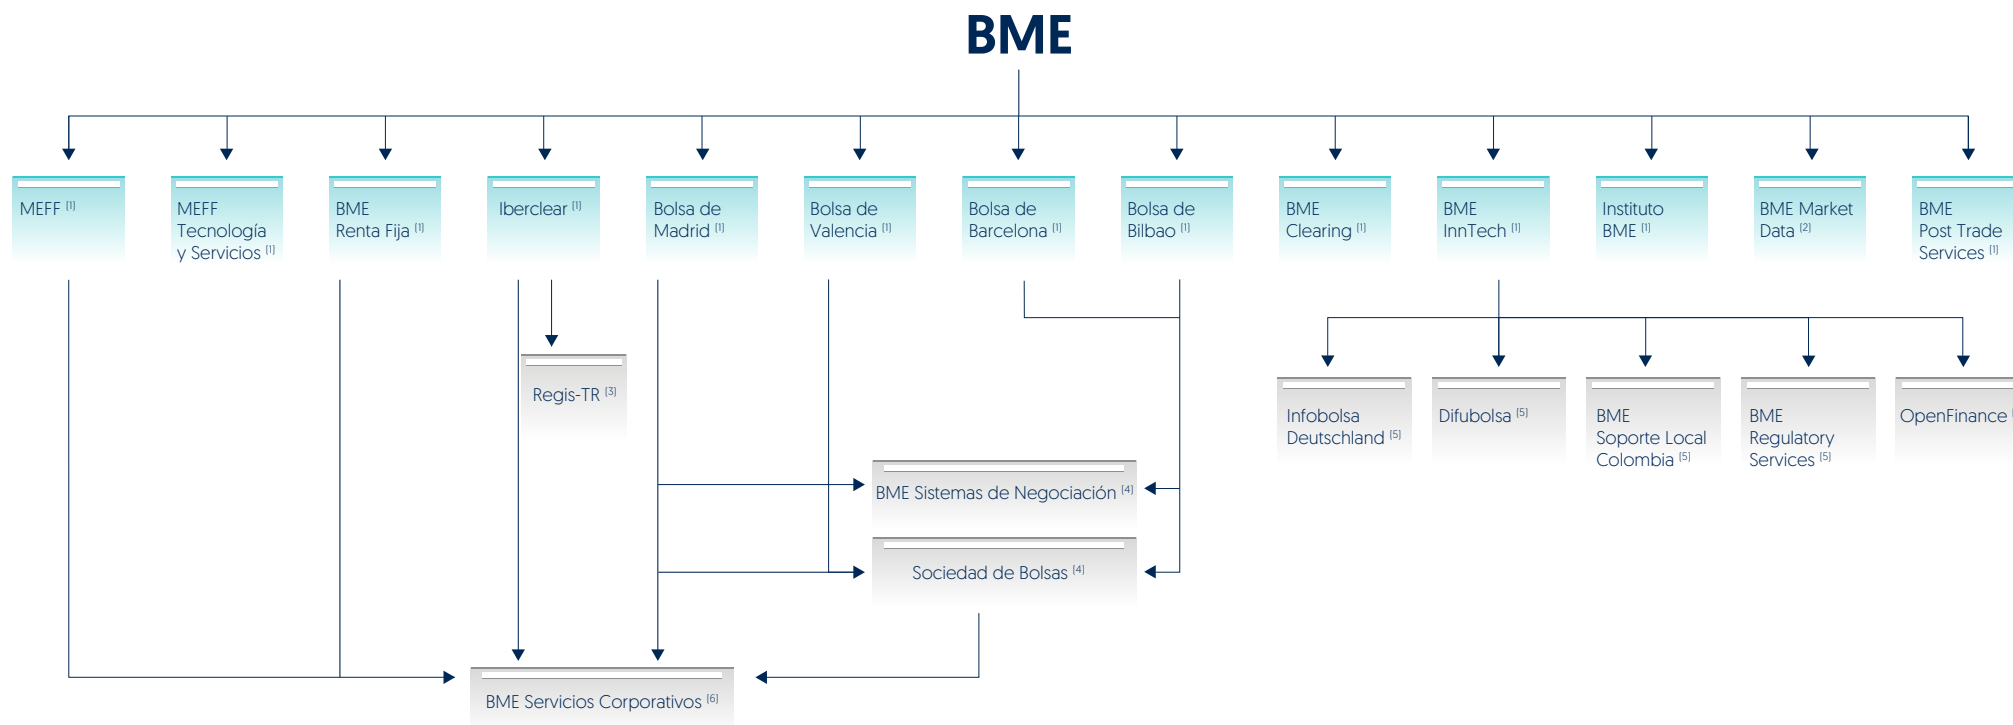 BME
MEFF [1]
MEFF
Tecnología
y Servicios [1]
BME
Renta Fija [1]
Iberclear [1]
Bolsa de
Madrid [1]
Bolsa de
Valencia [1]
Bolsa de
Barcelona [1]
Bolsa de
Bilbao [1]
BME
Clearing [1]
BME
InnTech [1]
Instituto
BME [1]
BME Market
Data [2]
BME
Post Trade
Services [1]
Regis-TR [3]
Infobolsa
Deutschland [5]
Difubolsa [5]
BME
Soporte Local
Colombia [5]
BME
Regulatory
Services [5]
OpenFinance
BME Sistemas de Negociación [4]
Sociedad de Bolsas [4]
BME Servicios Corporativos [6]